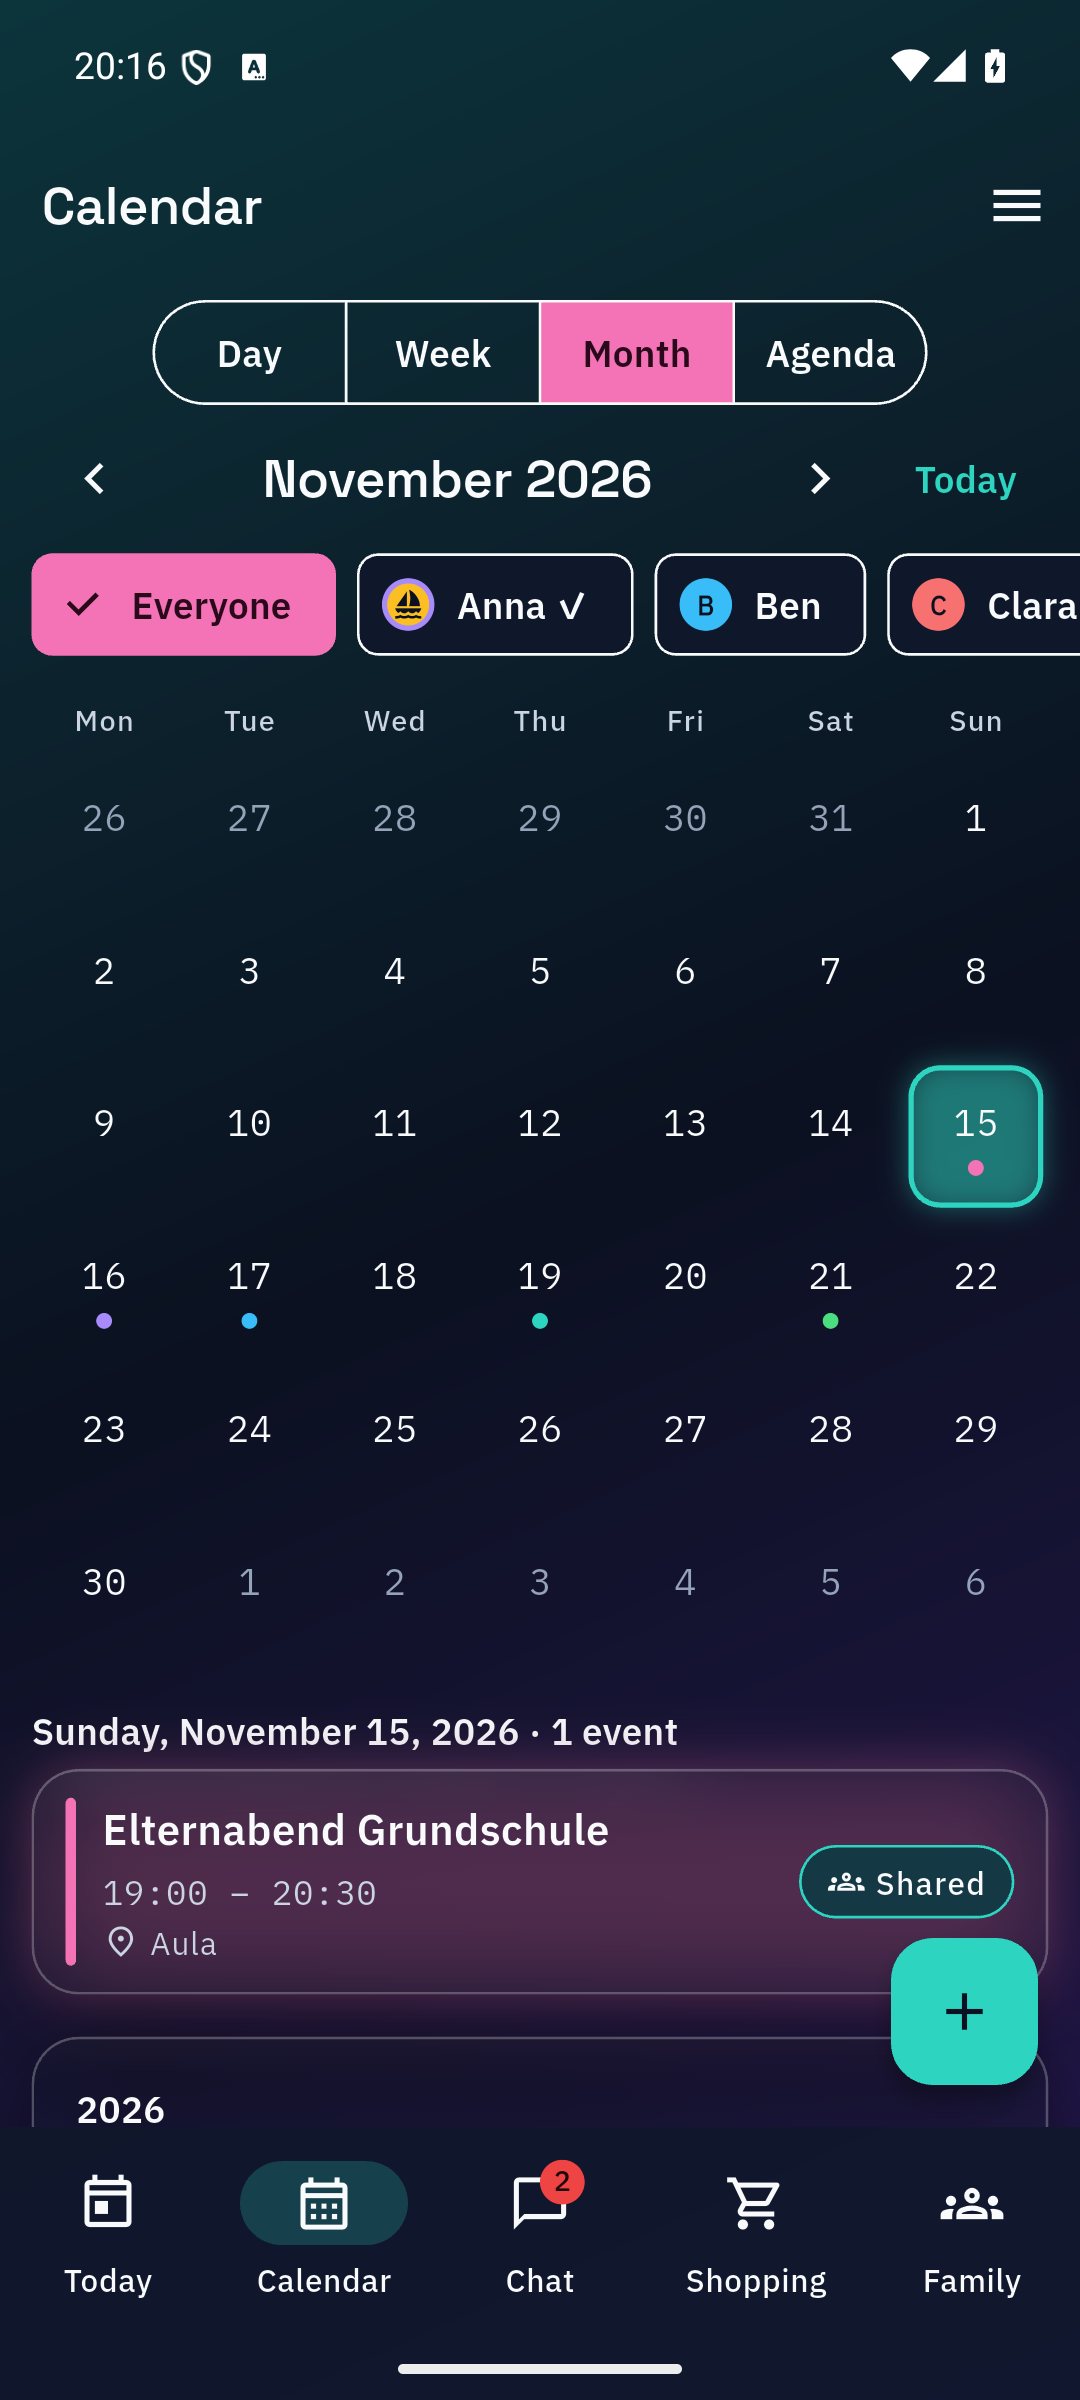 20:16
Calendar
Day Week Month Agenda
November 2026 Today
Everyone Anna √ B Ben C Clara
Mon Tue Wed Thu Fri Sat Sun
26 27 28 29 30 31 1
2 3 4 5 6 7 8
9 10 11 12 13 14 15
16 17 18 19 20 21 22
23 24 25 26 27 28 29
30 1 2 3 4 5 6
Sunday, November 15, 2026 · 1 event
Elternabend Grundschule
19:00 – 20:30
Shared
Aula
+
2026
2
Today Calendar Chat Shopping Family